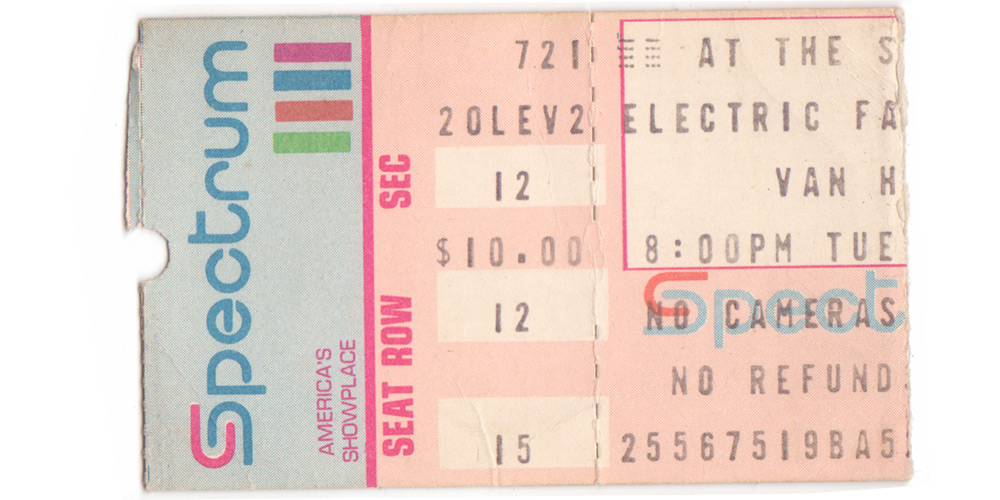 Spectrum
AMERICA'S
SHOWPLACE
SEC
SEAT ROW
721
20LEV2
12
$10.00
12
15
AT THE S
ELECTRIC FA
VAN H
8:00PM TUE
Spect
NO CAMERAS
NO REFUND
25567519BA5